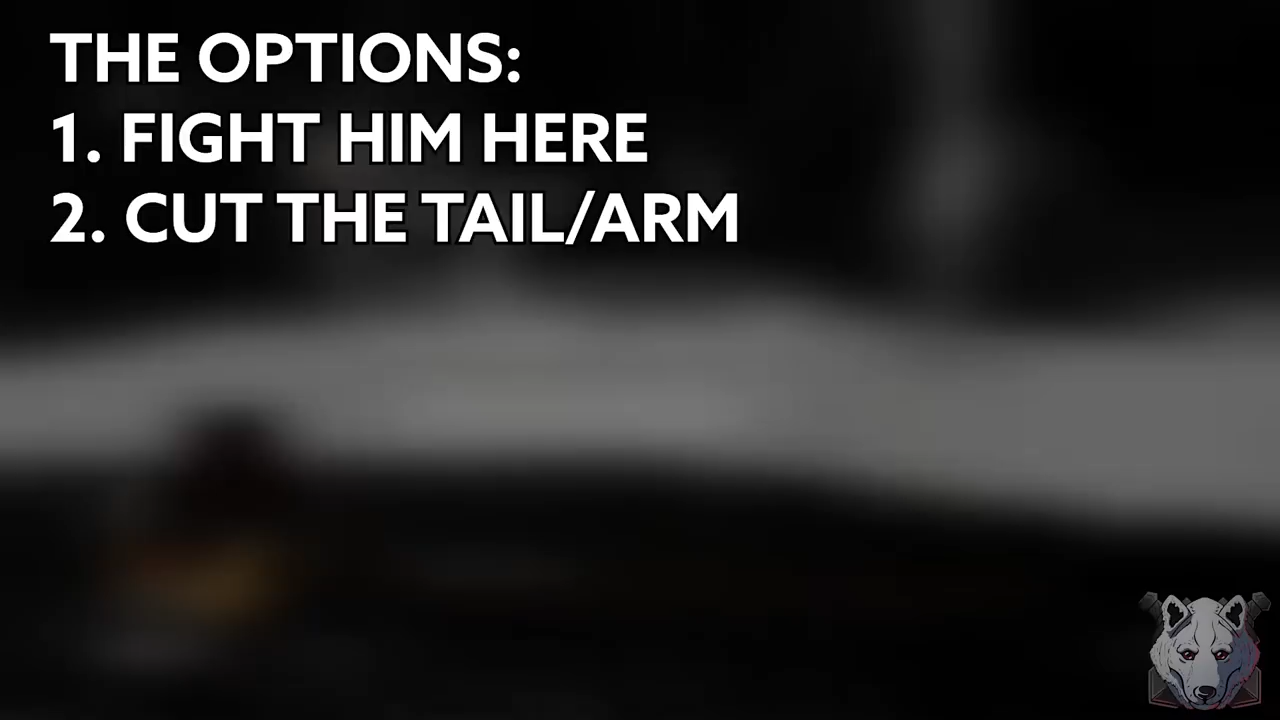 THE OPTIONS:
1. FIGHT HIM HERE
2. CUT THE TAIL/ARM